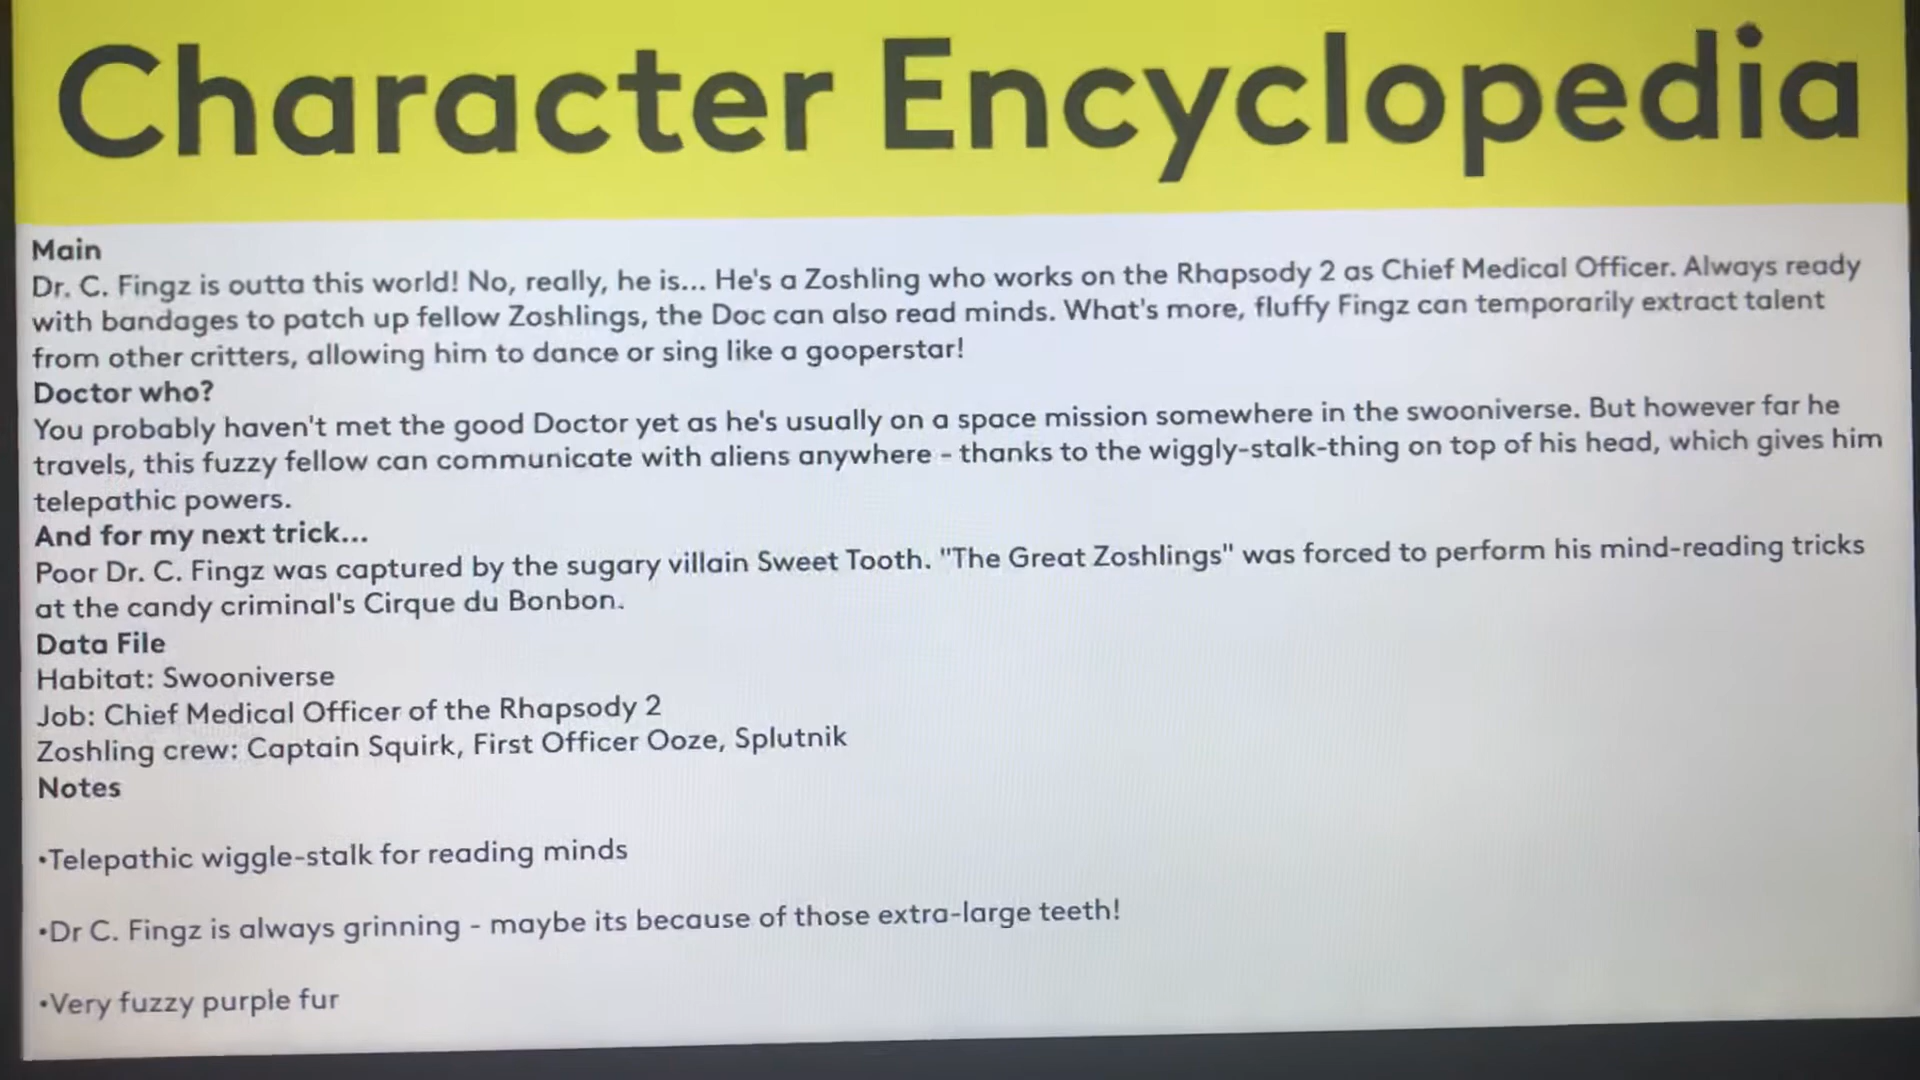 Character Encyclopedia
Main
Dr. C. Fingz is outta this world! No, really, he is... He's a Zoshling who works on the Rhapsody 2 as Chief Medical Officer. Always ready
with bandages to patch up fellow Zoshlings, the Doc can also read minds. What's more, fluffy Fingz can temporarily extract talent
from other critters, allowing him to dance or sing like a gooperstar!
Doctor who?
You probably haven't met the good Doctor yet as he's usually on a space mission somewhere in the swooniverse. But however far he
travels, this fuzzy fellow can communicate with aliens anywhere - thanks to the wiggly-stalk-thing on top of his head, which gives him
telepathic powers.
And for my next trick...
Poor Dr. C. Fingz was captured by the sugary villain Sweet Tooth. "The Great Zoshlings" was forced to perform his mind-reading tricks
at the candy criminal's Cirque du Bonbon.
Data File
Habitat: Swooniverse
Job: Chief Medical Officer of the Rhapsody 2
Zoshling crew: Captain Squirk, First Officer Ooze, Splutnik
Notes
•Telepathic wiggle-stalk for reading minds
•Dr C. Fingz is always grinning - maybe its because of those extra-large teeth!
•Very fuzzy purple fur